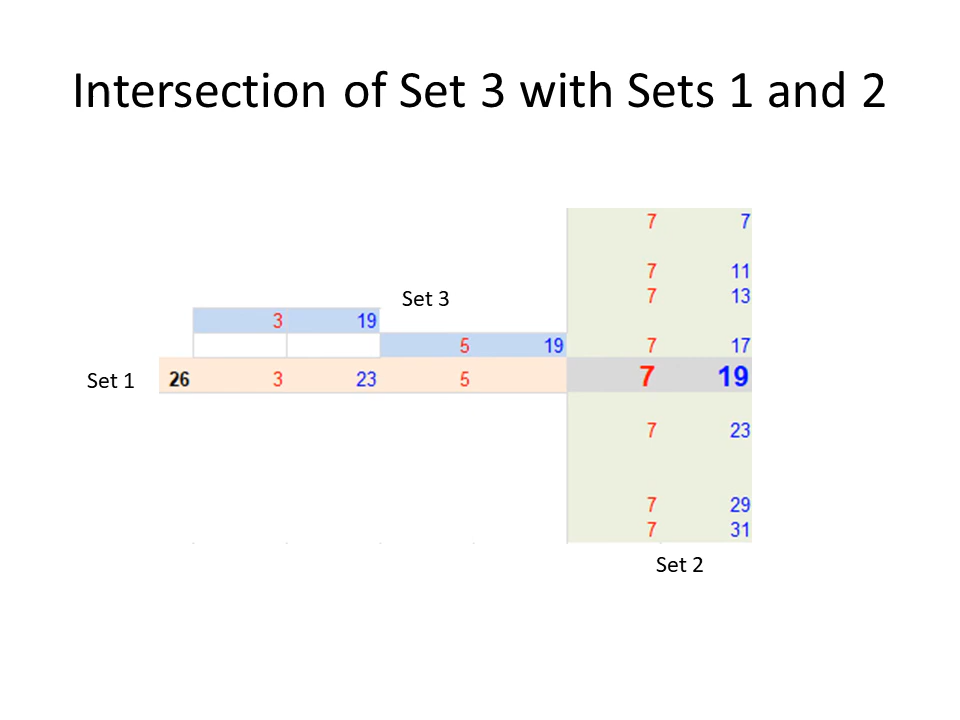 Intersection of Set 3 with Sets 1 and 2
7 7
7 11
Set 3 7 13
3 19
5 19 7 17
Set 1 26 3 23 5 7 19
7 23
7 29
7 31
Set 2